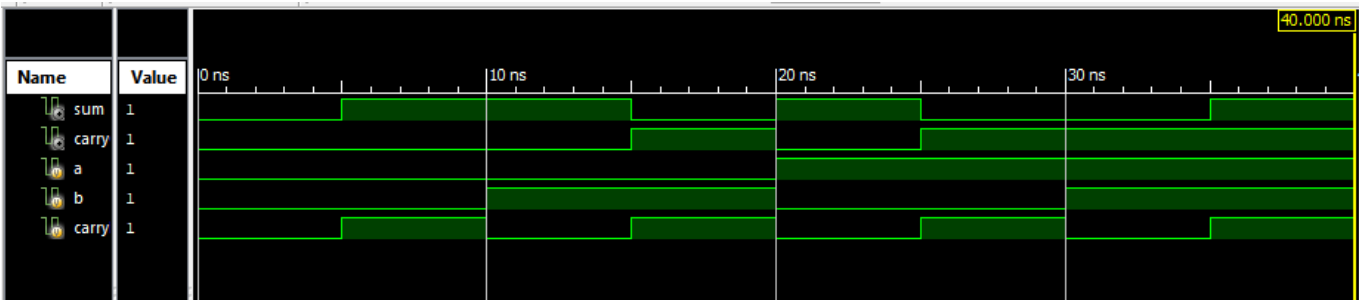 40.000 ns
Name Value 0 ns 10 ns 20 ns 30 ns
sum 1
carry 1
a 1
b 1
carry 1